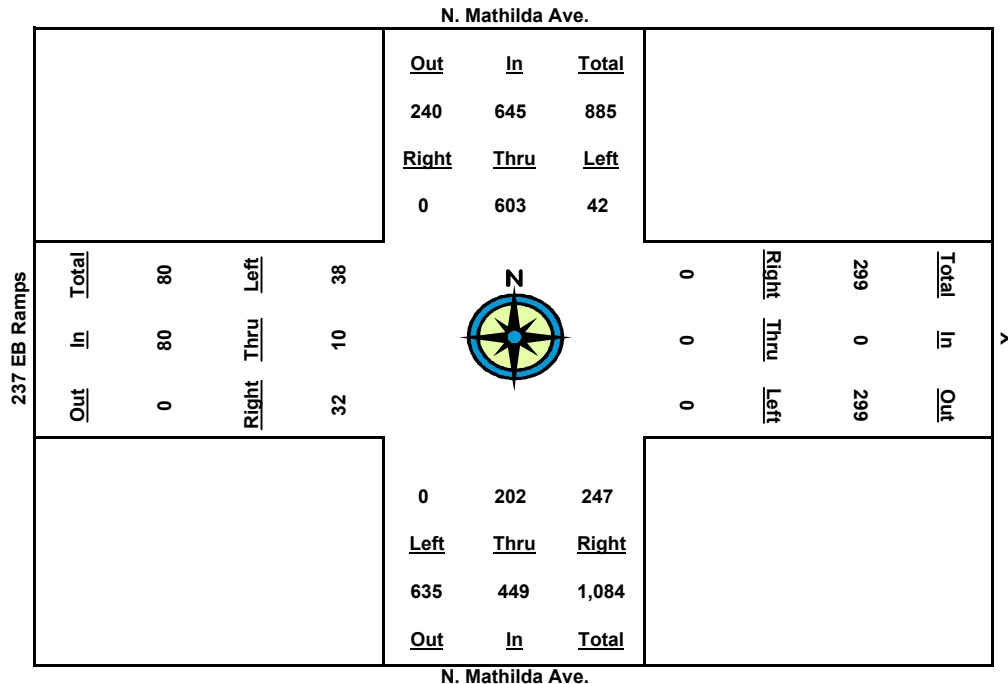 N. Mathilda Ave.
Out In Total
240 645 885
Right Thru Left
0 603 42
237 EB Ramps
Out In Total
0 80 80
Right Thru Left
32 10 38
N
0 0 0
Left Thru Right
299 0 299
Out In Total
x
0 202 247
Left Thru Right
635 449 1,084
Out In Total
N. Mathilda Ave.